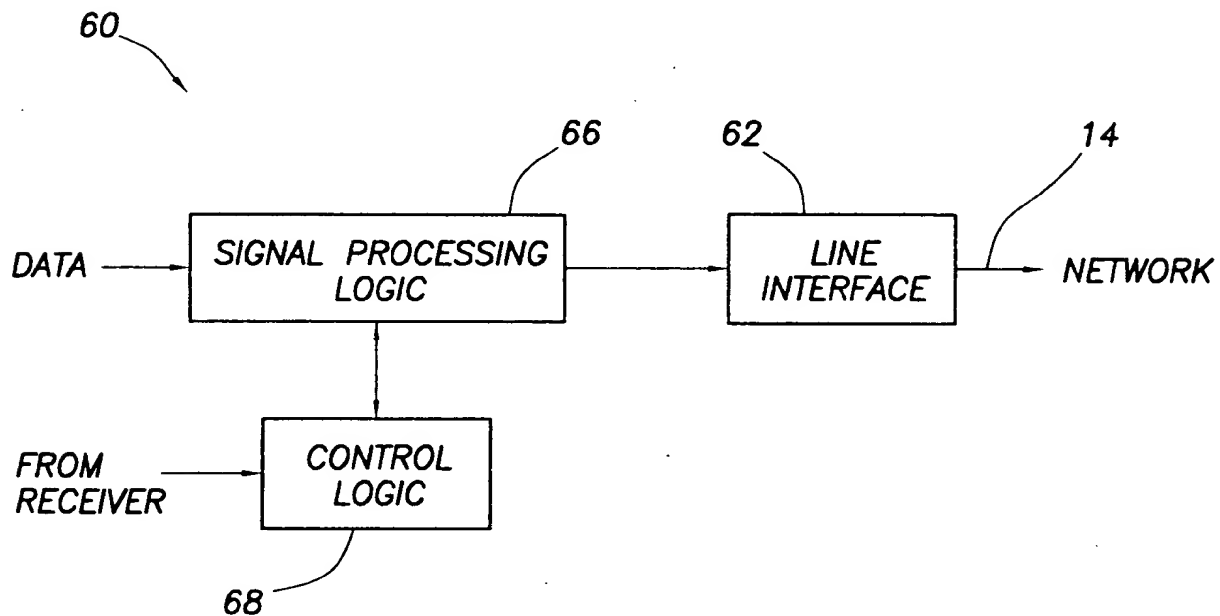 60
66
62
14
DATA
SIGNAL PROCESSING
LOGIC
LINE
INTERFACE
NETWORK
FROM
RECEIVER
CONTROL
LOGIC
68